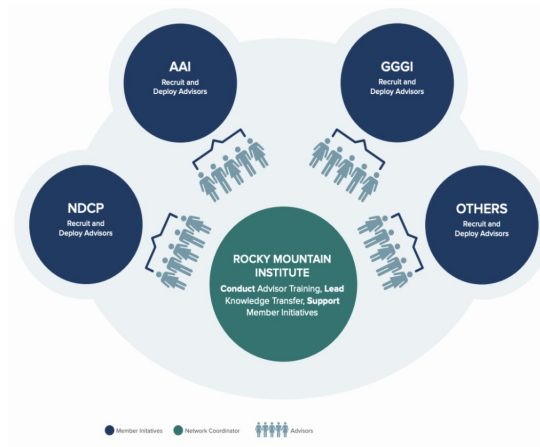 AAI
Recruit and
Deploy Advisors
GGGI
Recruit and
Deploy Advisors
NDCP
Recruit and
Deploy Advisors
OTHERS
Recruit and
Deploy Advisors
ROCKY MOUNTAIN
INSTITUTE
Conduct Advisor Training, Lead
Knowledge Transfer, Support
Member Initiatives
Member Initatives
Network Coordinator
Advisors